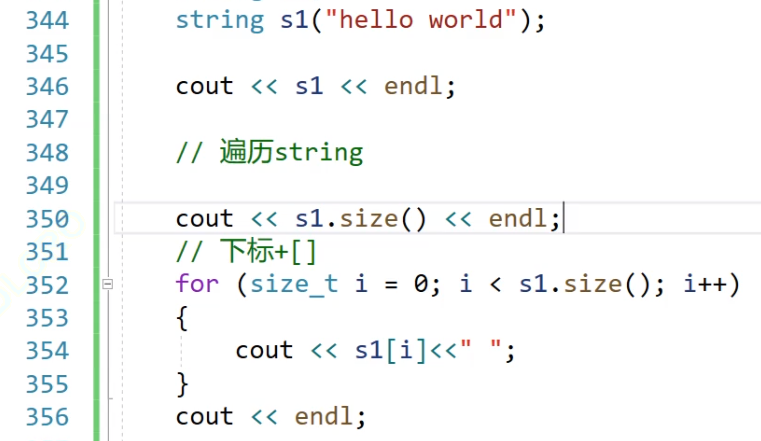 344 string s1("hello world");
345
346 cout << s1 << endl;
347
348 // 遍历string
349
350 cout << s1.size() << endl;
351 // 下标+[]
352 for (size_t i = 0; i < s1.size(); i++)
353 {
354 cout << s1[i]<<" ";
355 }
356 cout << endl;